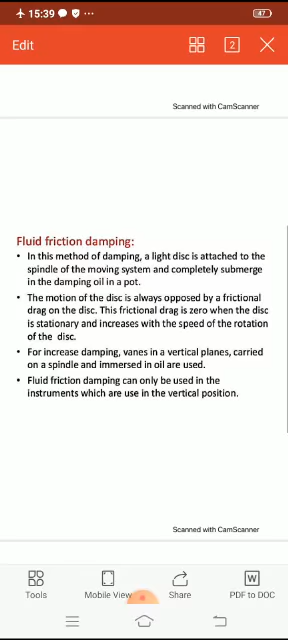 15:39
47
Edit
2
Scanned with CamScanner
Fluid friction damping:
• In this method of damping, a light disc is attached to the
spindle of the moving system and completely submerge
in the damping oil in a pot.
• The motion of the disc is always opposed by a frictional
drag on the disc. This frictional drag is zero when the disc
is stationary and increases with the speed of the rotation
of the disc.
• For increase damping, vanes in a vertical planes, carried
on a spindle and immersed in oil are used.
• Fluid friction damping can only be used in the
instruments which are use in the vertical position.
Scanned with CamScanner
W
Tools
Mobile View
Share
PDF to DOC